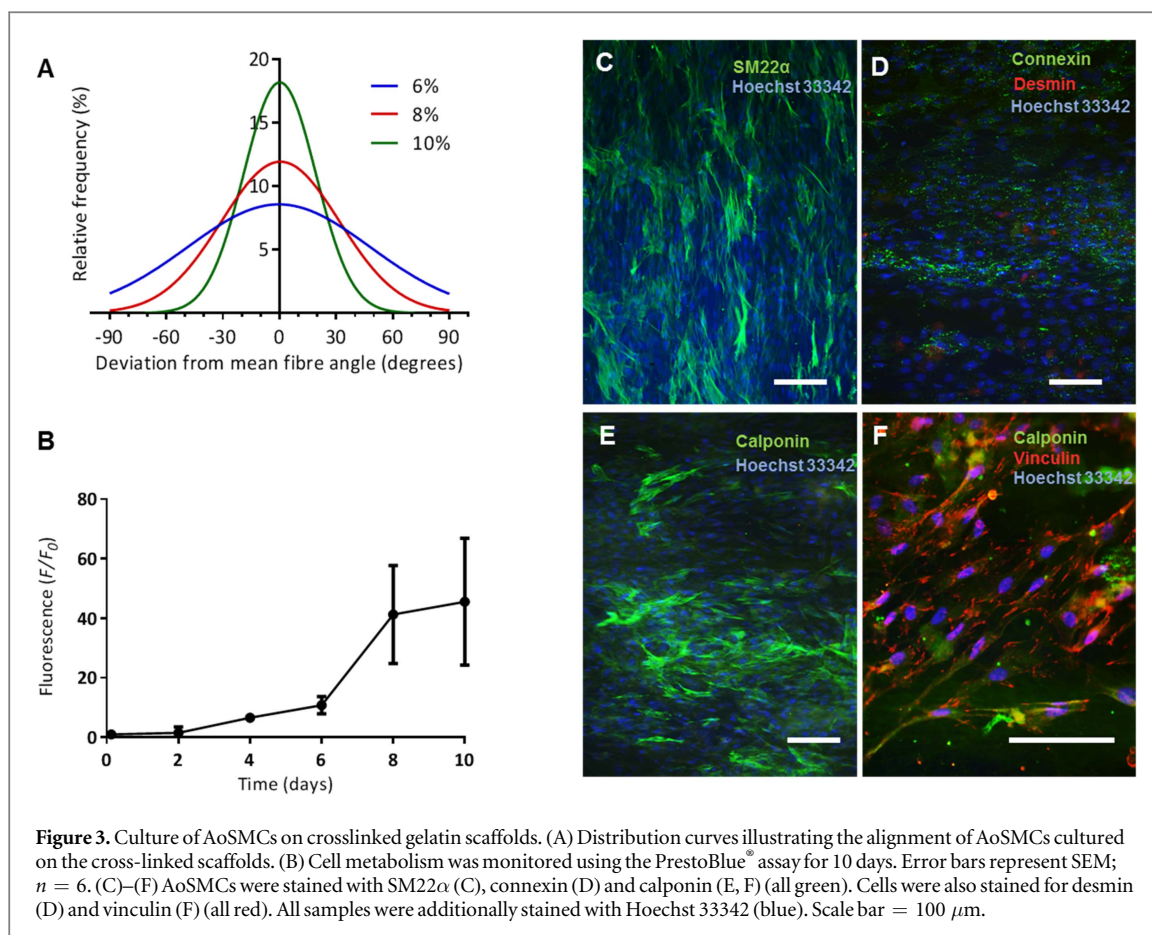 A
20
15
10
5
Relative frequency (%)
6%
8%
10%
-90 -60 -30 0 30 60 90
Deviation from mean fibre angle (degrees)
B
80
60
40
20
0
Fluorescence (F/F0)
0 2 4 6 8 10
Time (days)
C
SM22α
Hoechst 33342
D
Connexin
Desmin
Hoechst 33342
E
Calponin
Hoechst 33342
F
Calponin
Vinculin
Hoechst 33342
Figure 3. Culture of AoSMCs on crosslinked gelatin scaffolds. (A) Distribution curves illustrating the alignment of AoSMCs cultured
on the cross-linked scaffolds. (B) Cell metabolism was monitored using the PrestoBlue® assay for 10 days. Error bars represent SEM;
n = 6. (C)–(F) AoSMCs were stained with SM22α (C), connexin (D) and calponin (E, F) (all green). Cells were also stained for desmin
(D) and vinculin (F) (all red). All samples were additionally stained with Hoechst 33342 (blue). Scale bar = 100 μm.